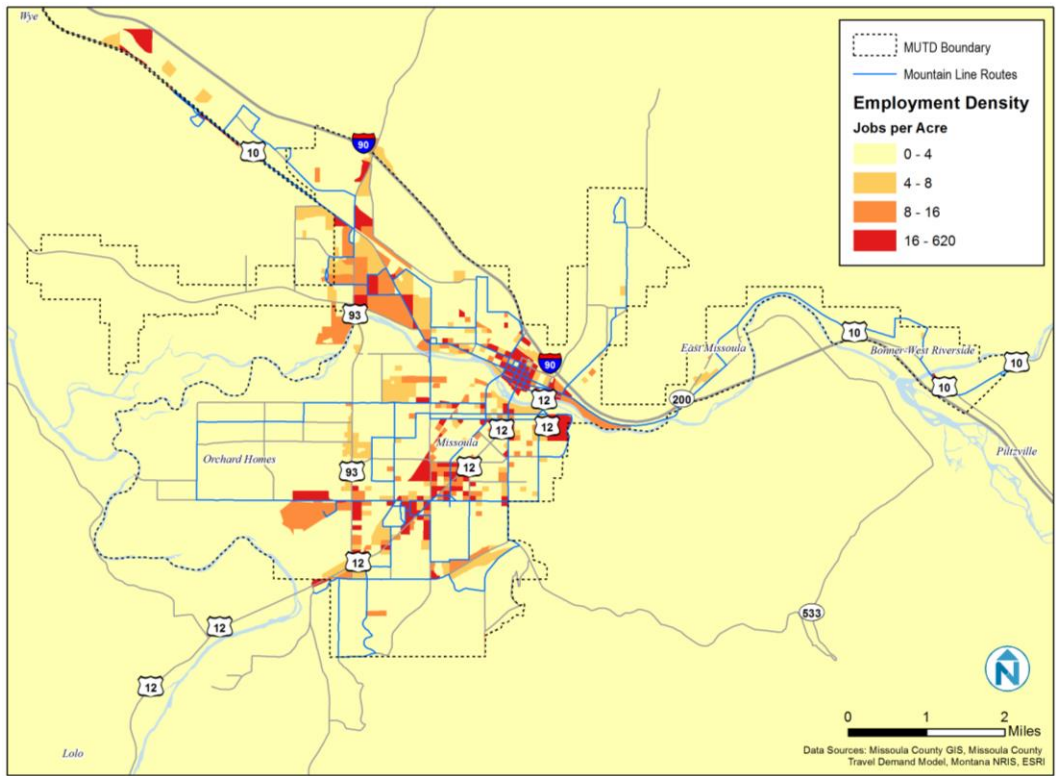 Wye
MUTD Boundary
Mountain Line Routes
Employment Density
Jobs per Acre
0 - 4
4 - 8
8 - 16
16 - 620
90
10
93
90
East Missoula
10
Bonner-West Riverside
10
10
200
12
12
12
Missoula
12
Orchard Homes
93
Piltzville
12
533
12
12
N
Lolo
0 1 2
Miles
Data Sources: Missoula County GIS, Missoula County
Travel Demand Model, Montana NRIS, ESRI